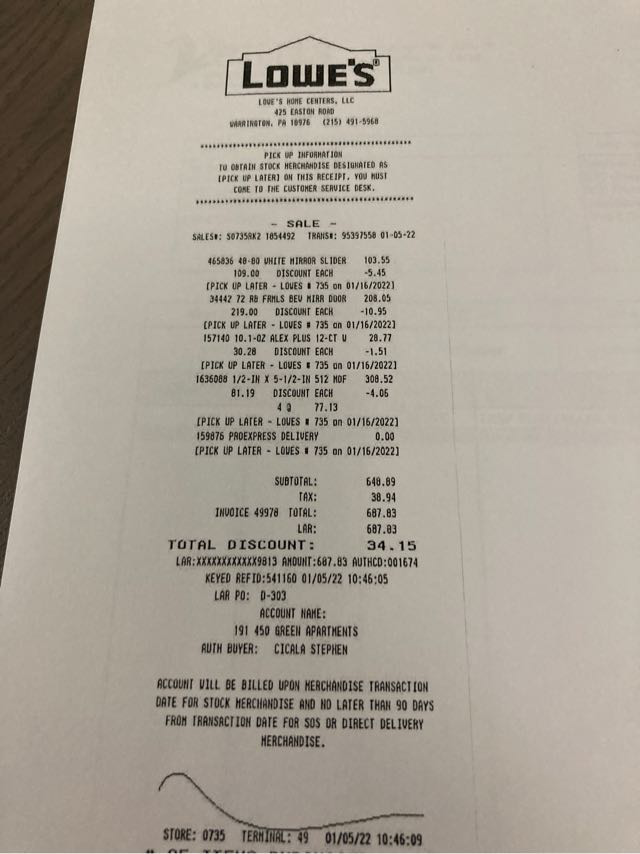 LOWE'S®
LOWE'S HOME CENTERS, LLC
425 EASTON ROAD
WARRINGTON, PA 18976 (215) 491-5968
PICK UP INFORMATION
TO OBTAIN STOCK MERCHANDISE DESIGNATED AS
[PICK UP LATER] ON THIS RECEIPT, YOU MUST
COME TO THE CUSTOMER SERVICE DESK.
- SALE -
SALES#: S0735RK2 1854492 TRANS#: 95397558 01-05-22
465836 48-80 WHITE MIRROR SLIDER 103.55
109.00 DISCOUNT EACH -5.45
[PICK UP LATER - LOWES # 735 on 01/16/2022]
34442 72 RB FRMLS BEV MIRR DOOR 208.05
219.00 DISCOUNT EACH -10.95
[PICK UP LATER - LOWES # 735 on 01/16/2022]
157140 10.1-OZ ALEX PLUS 12-CT W 28.77
30.28 DISCOUNT EACH -1.51
[PICK UP LATER - LOWES # 735 on 01/16/2022]
1636088 1/2-IN X 5-1/2-IN 512 MDF 308.52
81.19 DISCOUNT EACH -4.06
4 @ 77.13
[PICK UP LATER - LOWES # 735 on 01/16/2022]
159876 PROEXPRESS DELIVERY 0.00
[PICK UP LATER - LOWES # 735 on 01/16/2022]
SUBTOTAL: 648.89
TAX: 38.94
INVOICE 49978 TOTAL: 687.83
LAR: 687.83
TOTAL DISCOUNT: 34.15
LAR:XXXXXXXXXXXX9813 AMOUNT:687.83 AUTHCD:001674
KEYED REFID:541160 01/05/22 10:46:05
LAR PO: D-303
ACCOUNT NAME:
191 450 GREEN APARTMENTS
AUTH BUYER: CICALA STEPHEN
ACCOUNT WILL BE BILLED UPON MERCHANDISE TRANSACTION
DATE FOR STOCK MERCHANDISE AND NO LATER THAN 90 DAYS
FROM TRANSACTION DATE FOR SOS OR DIRECT DELIVERY
MERCHANDISE.
STORE: 0735 TERMINAL: 49 01/05/22 10:46:09